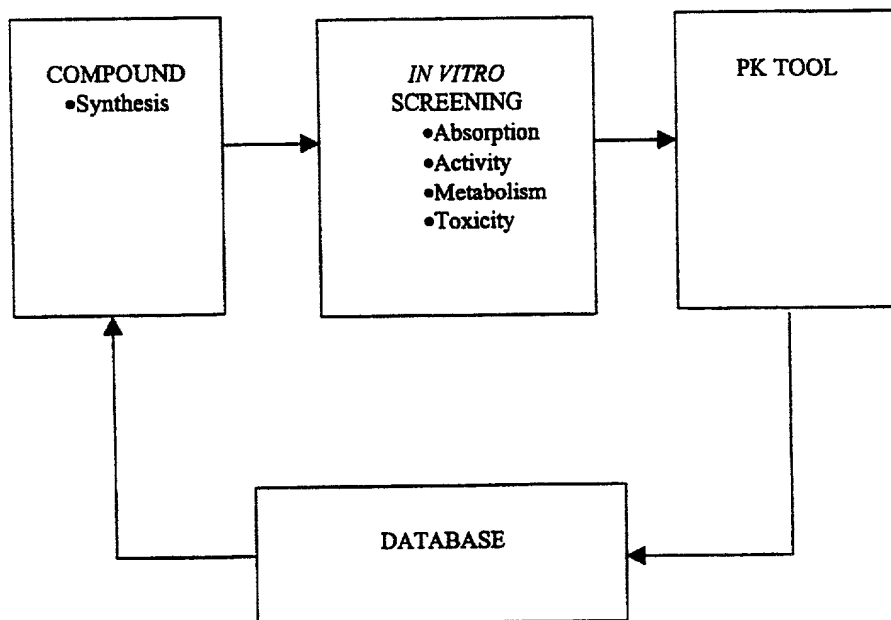 COMPOUND
•Synthesis
IN VITRO
SCREENING
•Absorption
•Activity
•Metabolism
•Toxicity
PK TOOL
DATABASE